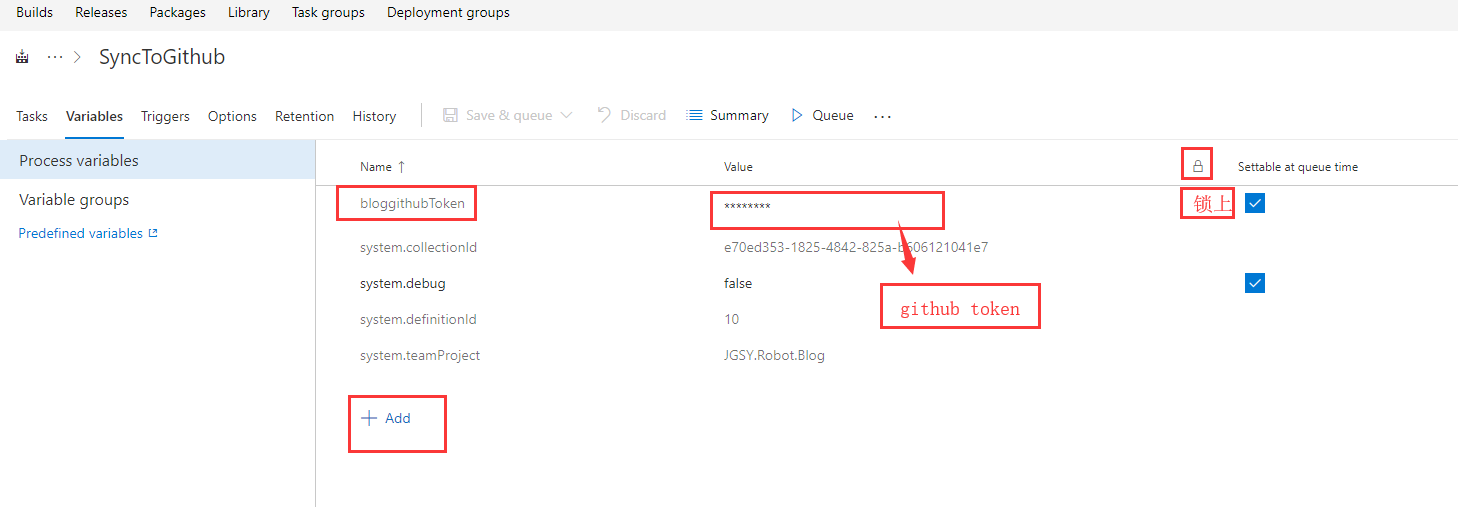 Builds Releases Packages Library Task groups Deployment groups
··· > SyncToGithub
Tasks Variables Triggers Options Retention History Save & queue Discard Summary Queue ...
Process variables
Name ↑ Value Settable at queue time
Variable groups
bloggithubToken ******** 锁上
Predefined variables
system.collectionId e70ed353-1825-4842-825a-b606121041e7
system.debug false
github token
system.definitionId 10
system.teamProject JGSY.Robot.Blog
+ Add